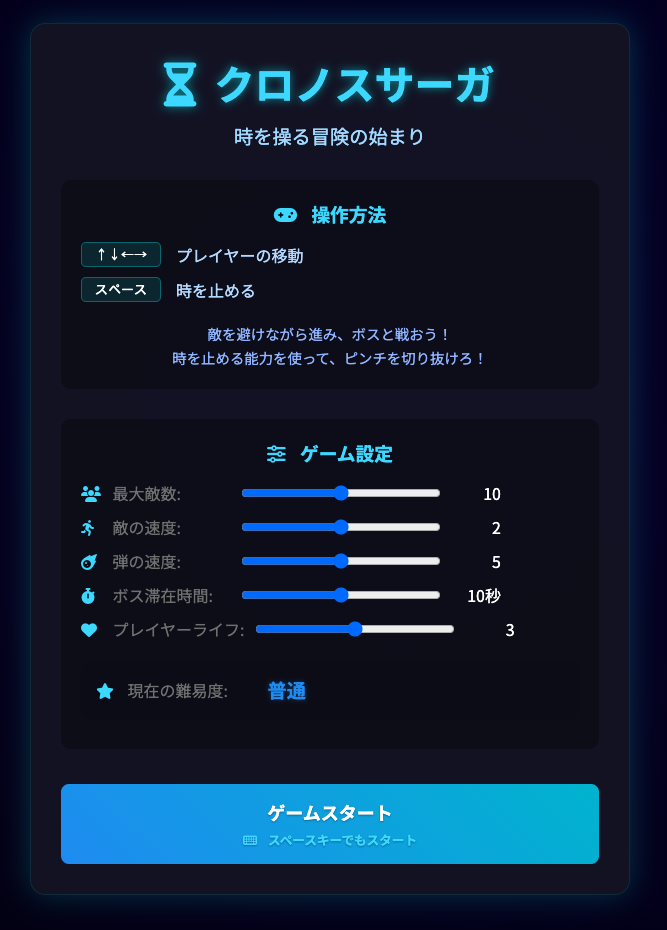 クロノスサーガ
時を操る冒険の始まり
操作方法
↑↓←→ プレイヤーの移動
スペース 時を止める
敵を避けながら進み、ボスと戦おう！
時を止める能力を使って、ピンチを切り抜けろ！
ゲーム設定
最大敵数: 10
敵の速度: 2
弾の速度: 5
ボス滞在時間: 10秒
プレイヤーライフ: 3
現在の難易度: 普通
ゲームスタート
スペースキーでもスタート